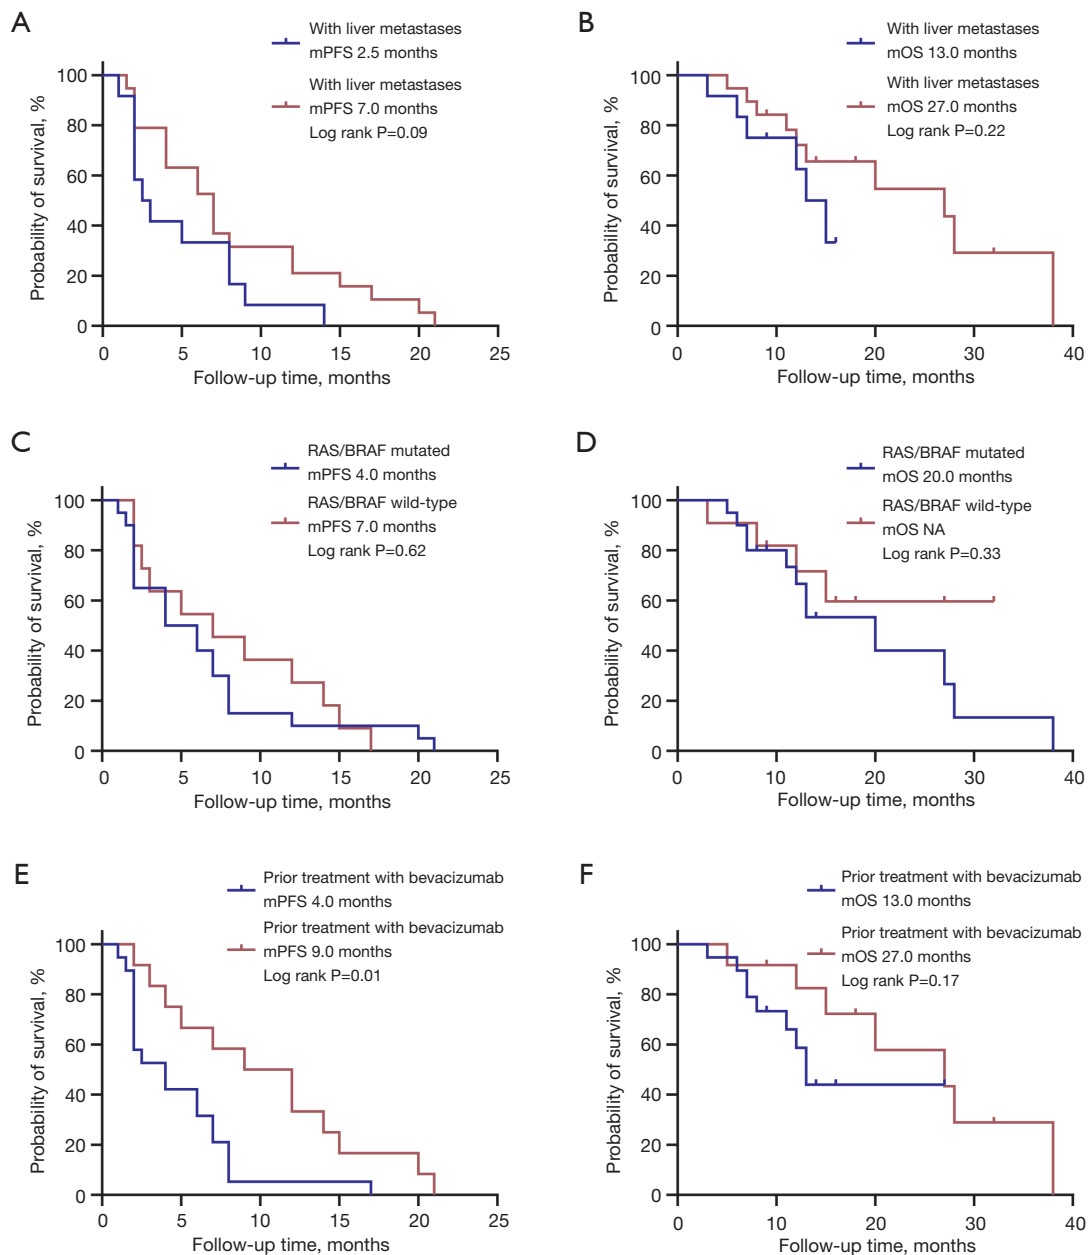 A
With liver metastases
mPFS 2.5 months
With liver metastases
mPFS 7.0 months
Log rank P=0.09
Probability of survival, %
100
80
60
40
20
0
0 5 10 15 20 25
Follow-up time, months
B
With liver metastases
mOS 13.0 months
With liver metastases
mOS 27.0 months
Log rank P=0.22
Probability of survival, %
100
80
60
40
20
0
0 10 20 30 40
Follow-up time, months
C
RAS/BRAF mutated
mPFS 4.0 months
RAS/BRAF wild-type
mPFS 7.0 months
Log rank P=0.62
Probability of survival, %
100
80
60
40
20
0
0 5 10 15 20 25
Follow-up time, months
D
RAS/BRAF mutated
mOS 20.0 months
RAS/BRAF wild-type
mOS NA
Log rank P=0.33
Probability of survival, %
100
80
60
40
20
0
0 10 20 30 40
Follow-up time, months
E
Prior treatment with bevacizumab
mPFS 4.0 months
Prior treatment with bevacizumab
mPFS 9.0 months
Log rank P=0.01
Probability of survival, %
100
80
60
40
20
0
0 5 10 15 20 25
Follow-up time, months
F
Prior treatment with bevacizumab
mOS 13.0 months
Prior treatment with bevacizumab
mOS 27.0 months
Log rank P=0.17
Probability of survival, %
100
80
60
40
20
0
0 10 20 30 40
Follow-up time, months